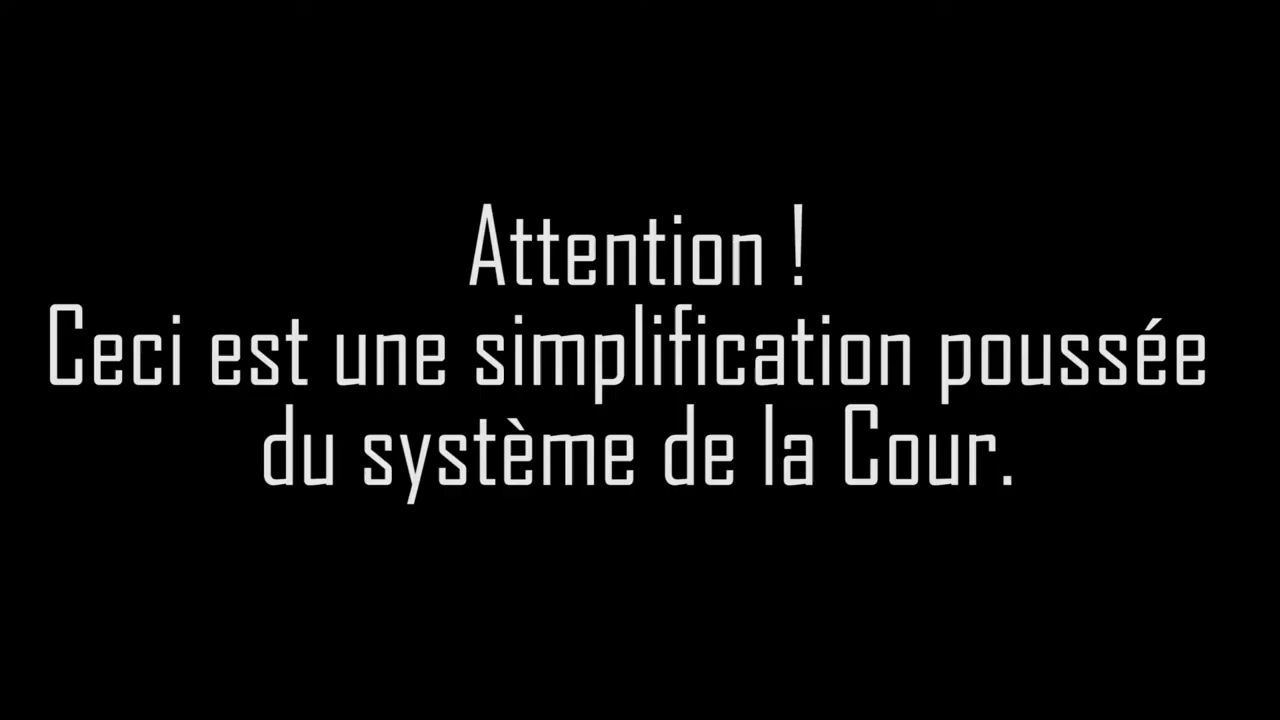 Attention !
Ceci est une simplification poussée
du système de la Cour.